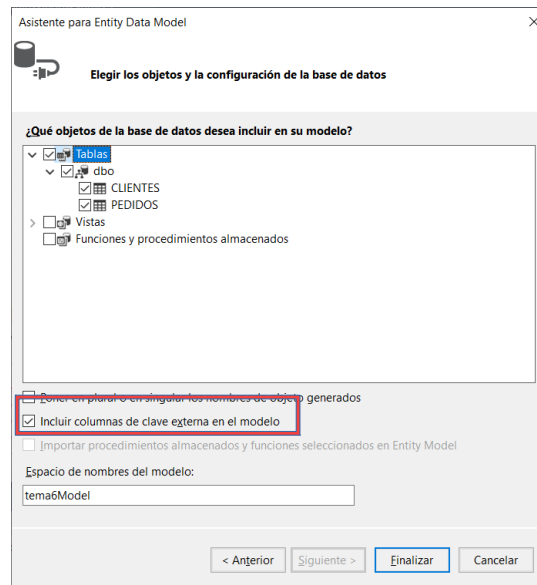 Asistente para Entity Data Model
Elegir los objetos y la configuración de la base de datos
¿Qué objetos de la base de datos desea incluir en su modelo?
Tablas
dbo
CLIENTES
PEDIDOS
Vistas
Funciones y procedimientos almacenados
Poner en plural o en singular los nombres de objeto generados
Incluir columnas de clave externa en el modelo
Importar procedimientos almacenados y funciones seleccionados en Entity Model
Espacio de nombres del modelo:
tema6Model
< Anterior Siguiente > Finalizar Cancelar